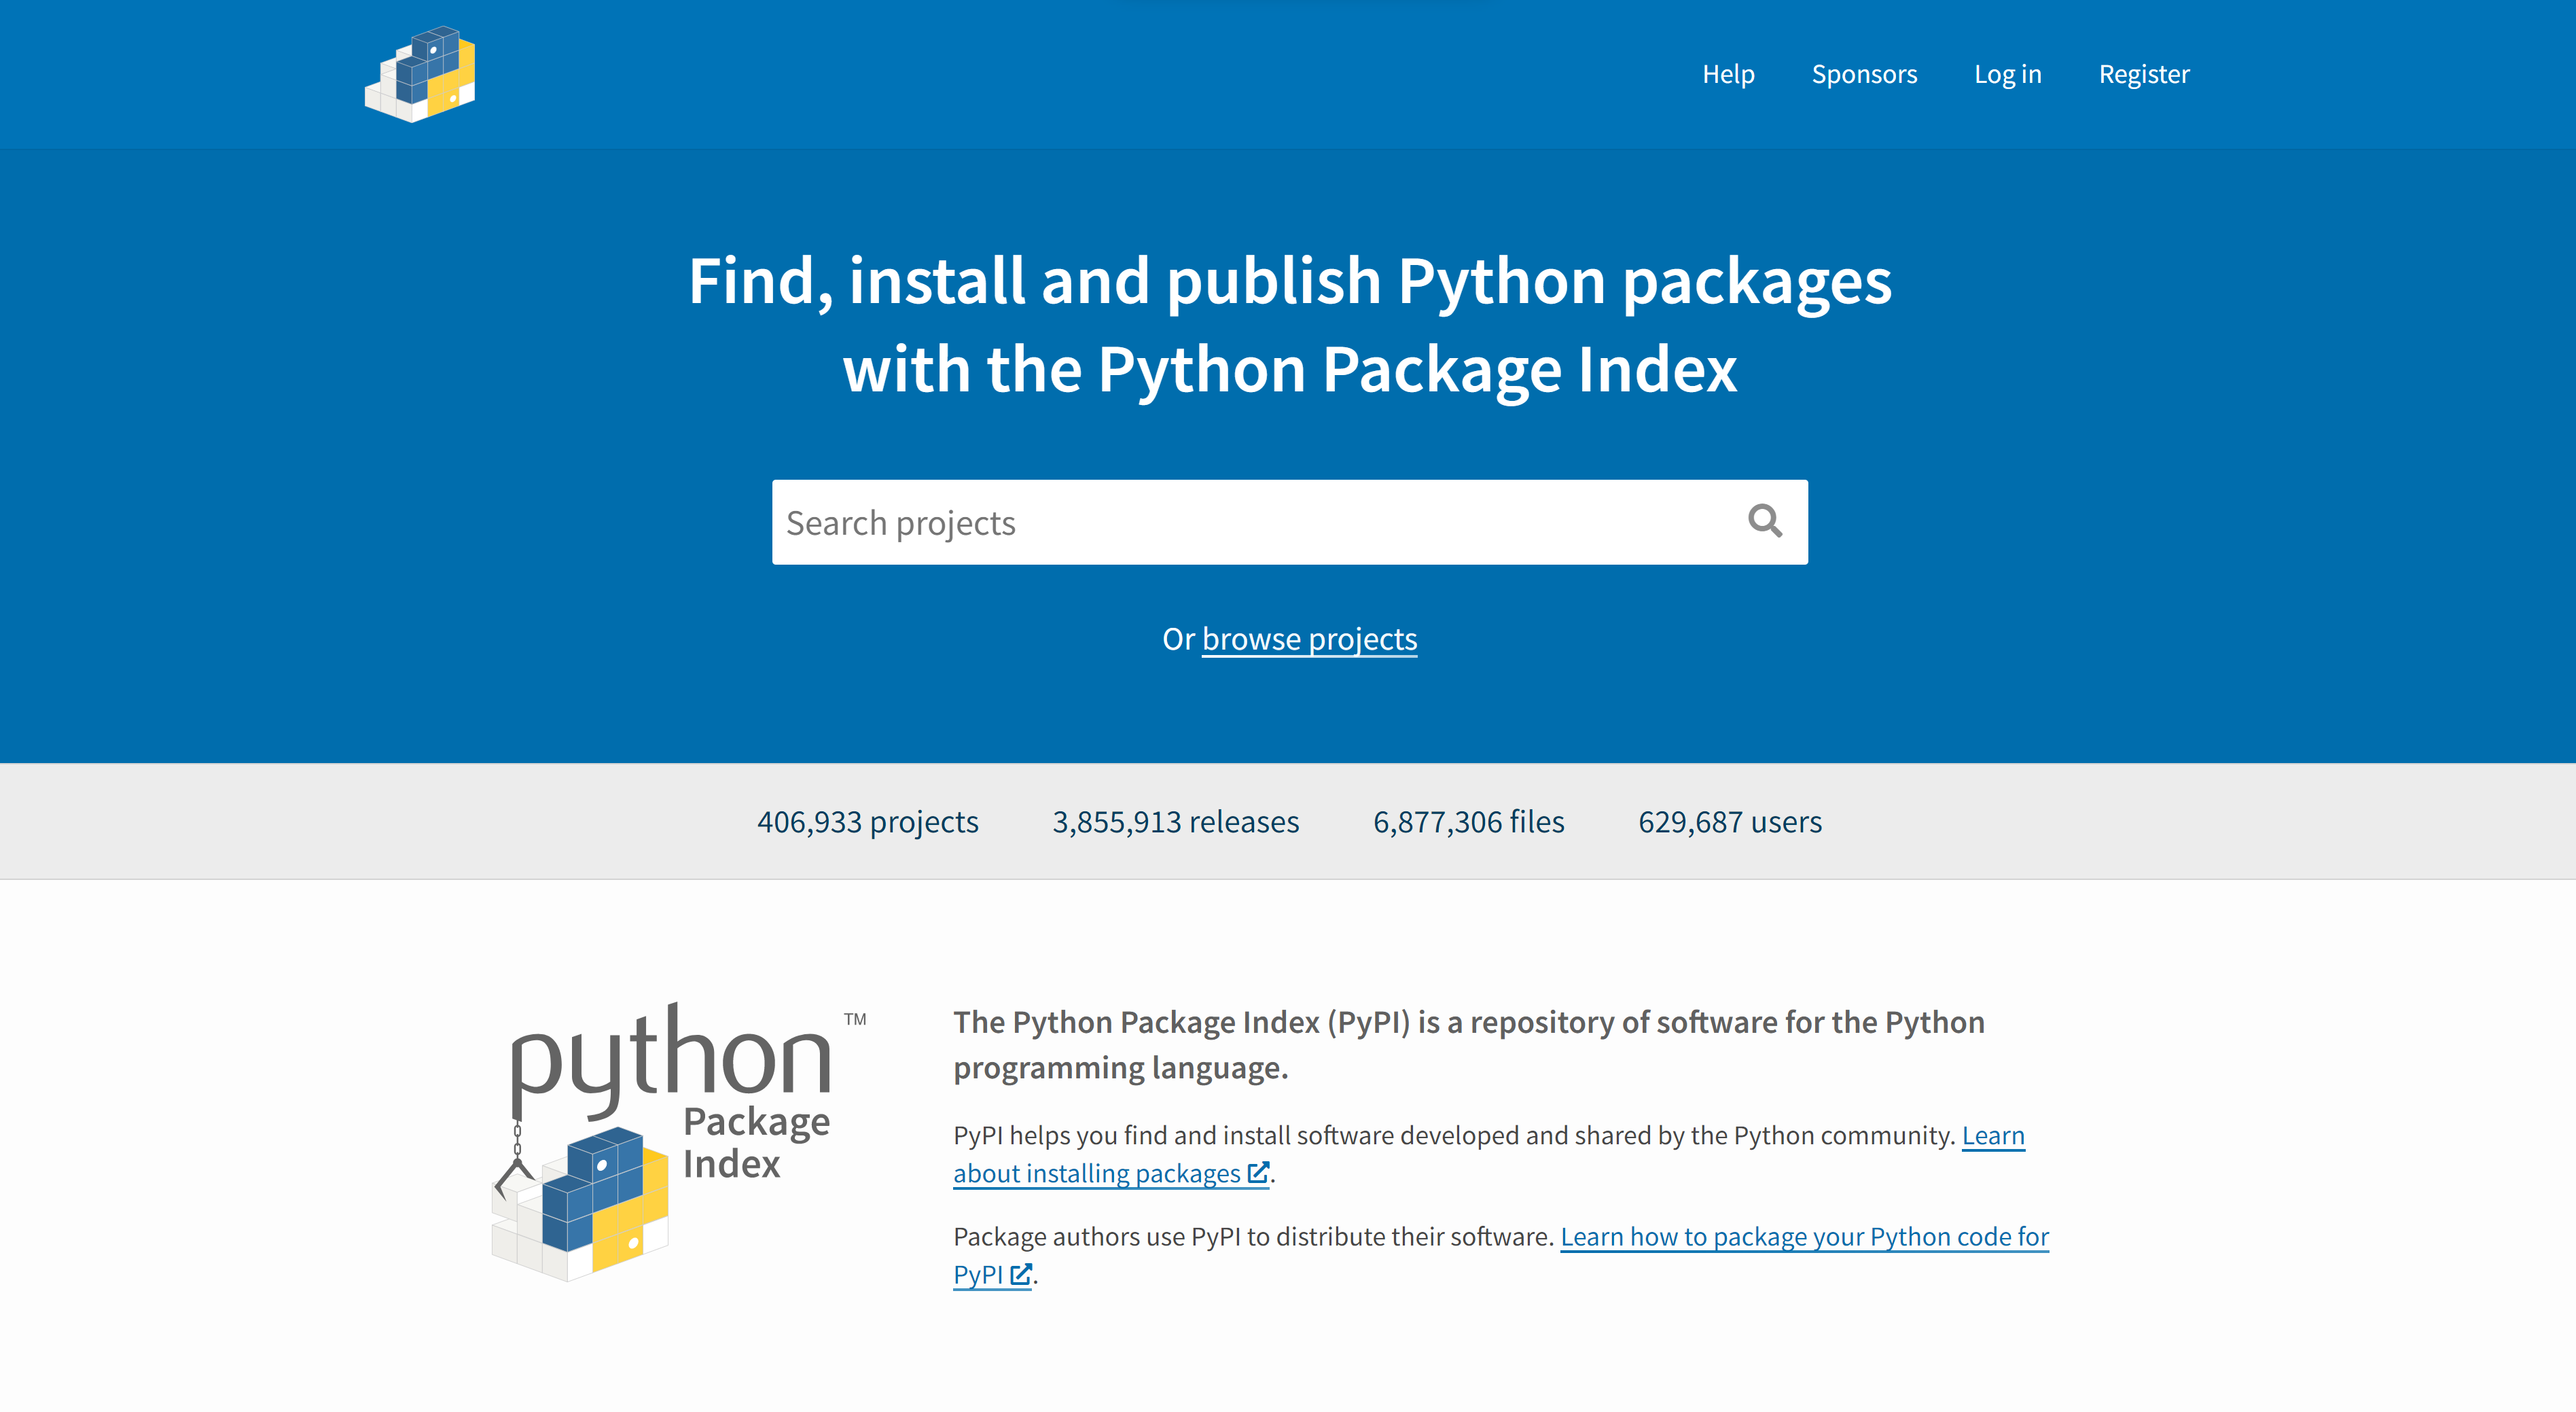 Help Sponsors Log in Register
Find, install and publish Python packages
with the Python Package Index
Search projects
Or browse projects
406,933 projects 3,855,913 releases 6,877,306 files 629,687 users
python TM
Package
Index
The Python Package Index (PyPI) is a repository of software for the Python
programming language.
PyPI helps you find and install software developed and shared by the Python community. Learn
about installing packages.
Package authors use PyPI to distribute their software. Learn how to package your Python code for
PyPI.